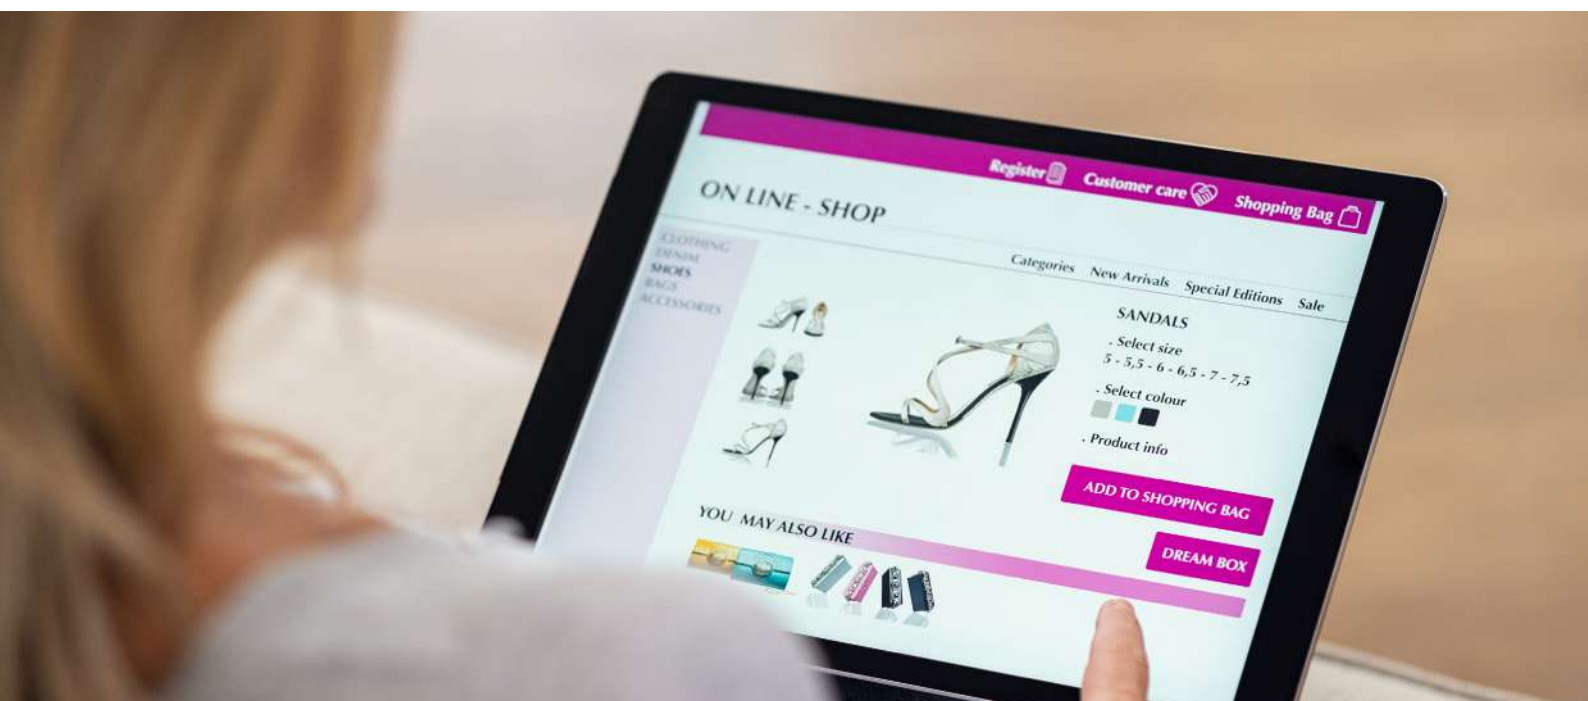 Register
Customer care
Shopping Bag
ON LINE - SHOP
Categories
New Arrivals
Special Editions
Sale
CLOTHING
DENIM
SHOES
BAGS
ACCESSORIES
SANDALS
. Select size
5 - 5,5 - 6 - 6,5 - 7 - 7,5
. Select colour
. Product info
ADD TO SHOPPING BAG
DREAM BOX
YOU MAY ALSO LIKE